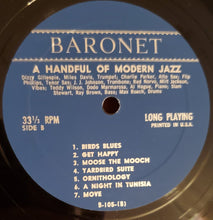 BARONET
A HANDFUL OF MODERN JAZZ
Dizzy Gillespie, Miles Davis, Trumpet; Charlie Parker, Alto Sax; Flip
Phillips, Tenor Sax; J. J. Johnson, Trombone; Red Norvo, Milt Jackson,
Vibes; Teddy Wilson, Dodo Marmarosa, Al Haig, Piano; Slam
Stewart, Ray Brown, Bass; Max Roach, Drums
33⅓ RPM
SIDE B
LONG PLAYING
PRINTED IN U.S.A.
1. BIRDS BLUES
2. GET HAPPY
3. MOOSE THE MOOCH
4. YARDBIRD SUITE
5. ORNITHOLOGY
6. A NIGHT IN TUNISIA
7. MOVE
B-105-(B)